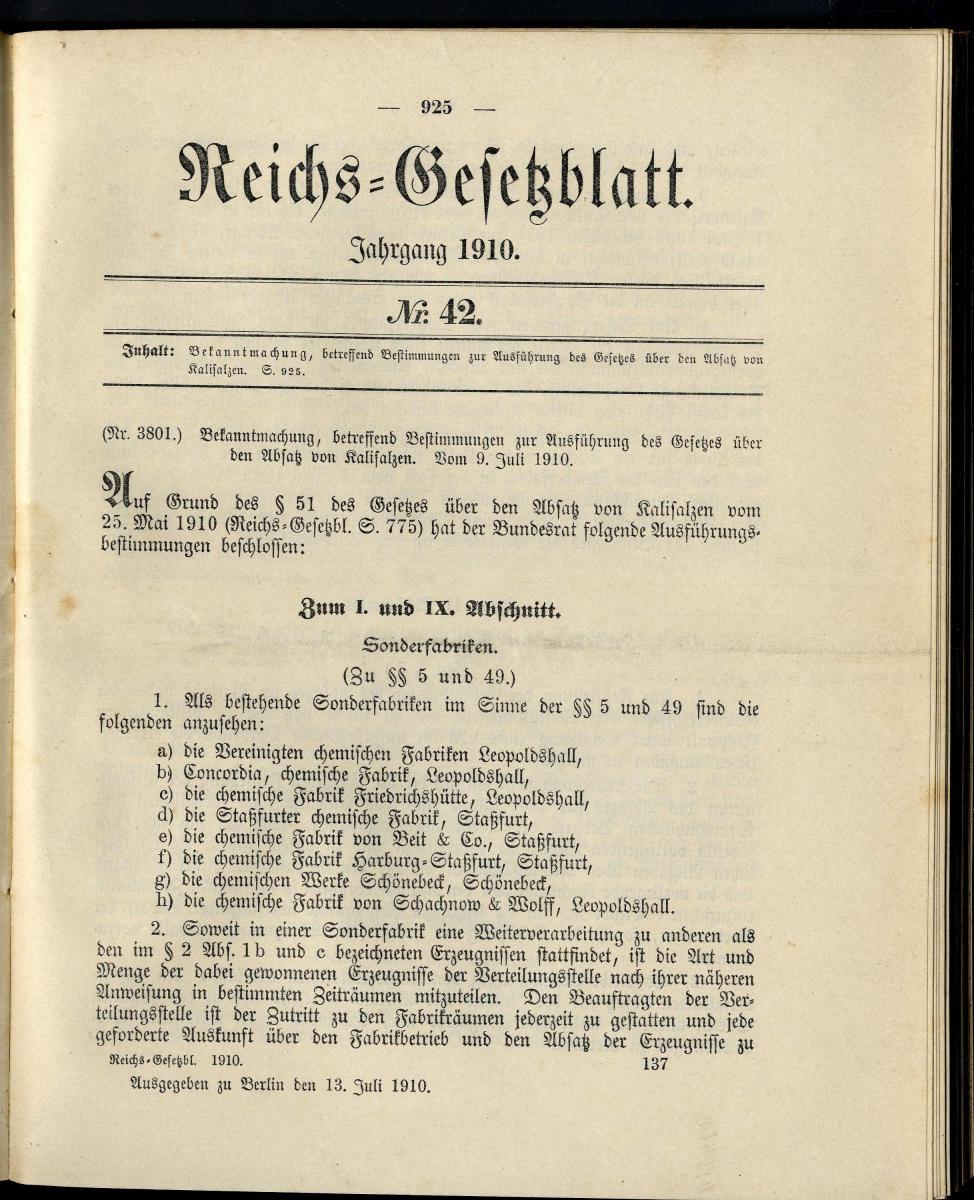 — 925 —
Reichs-Gesetzblatt.
Jahrgang 1910.
Nr. 42.
Inhalt: Bekanntmachung, betreffend Bestimmungen zur Ausführung des Gesetzes über den Absatz von
Kalisalzen. S. 925.
(Nr. 3801.) Bekanntmachung, betreffend Bestimmungen zur Ausführung des Gesetzes über
den Absatz von Kalisalzen. Vom 9. Juli 1910.
Auf Grund des § 51 des Gesetzes über den Absatz von Kalisalzen vom
25. Mai 1910 (Reichs-Gesetzbl. S. 775) hat der Bundesrat folgende Ausführungs-
bestimmungen beschlossen:
Zum I. und IX. Abschnitt.
Sonderfabriken.
(Zu §§ 5 und 49.)
1. Als bestehende Sonderfabriken im Sinne der §§ 5 und 49 sind die
folgenden anzusehen:
a) die Vereinigten chemischen Fabriken Leopoldshall,
b) Concordia, chemische Fabrik, Leopoldshall,
c) die chemische Fabrik Friedrichshütte, Leopoldshall,
d) die Staßfurter chemische Fabrik, Staßfurt,
e) die chemische Fabrik von Beit & Co., Staßfurt,
f) die chemische Fabrik Harburg-Staßfurt, Staßfurt,
g) die chemischen Werke Schönebeck, Schönebeck,
h) die chemische Fabrik von Schachnow & Wolff, Leopoldshall.
2. Soweit in einer Sonderfabrik eine Weiterverarbeitung zu anderen als
den im § 2 Abs. 1 b und c bezeichneten Erzeugnissen stattfindet, ist die Art und
Menge der dabei gewonnenen Erzeugnisse der Verteilungsstelle nach ihrer näheren
Anweisung in bestimmten Zeiträumen mitzuteilen. Den Beauftragten der Ver-
teilungsstelle ist der Zutritt zu den Fabrikräumen jederzeit zu gestatten und jede
geforderte Auskunft über den Fabrikbetrieb und den Absatz der Erzeugnisse zu
Reichs-Gesetzbl. 1910. 137
Ausgegeben zu Berlin den 13. Juli 1910.